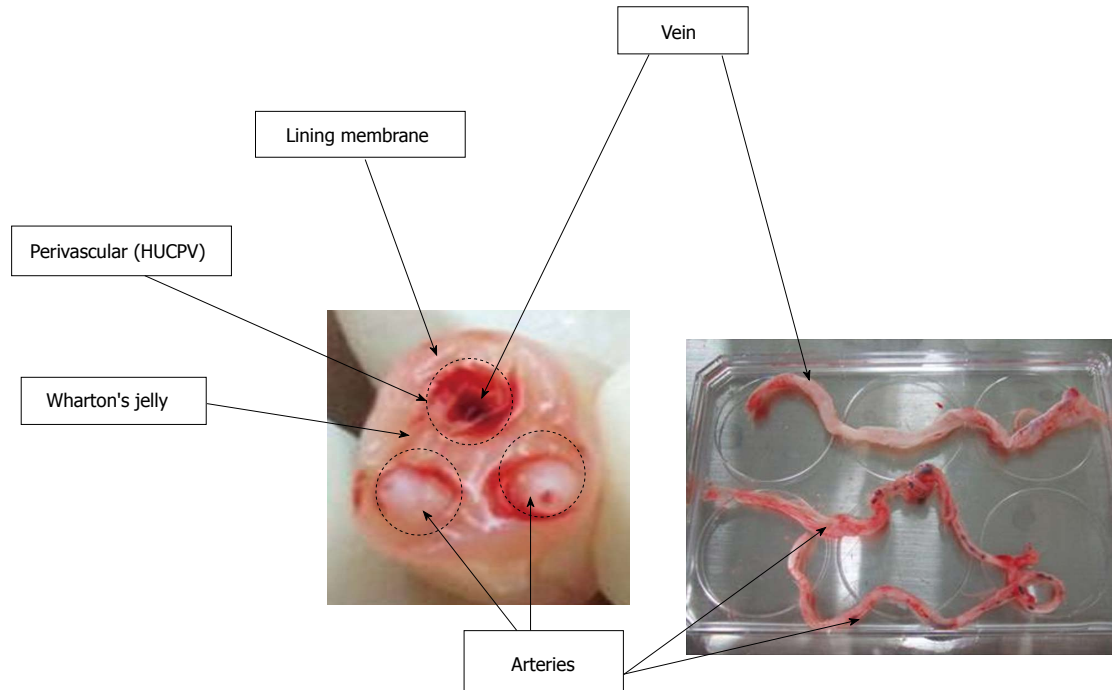 Vein
Lining membrane
Perivascular (HUCPV)
Wharton's jelly
Arteries